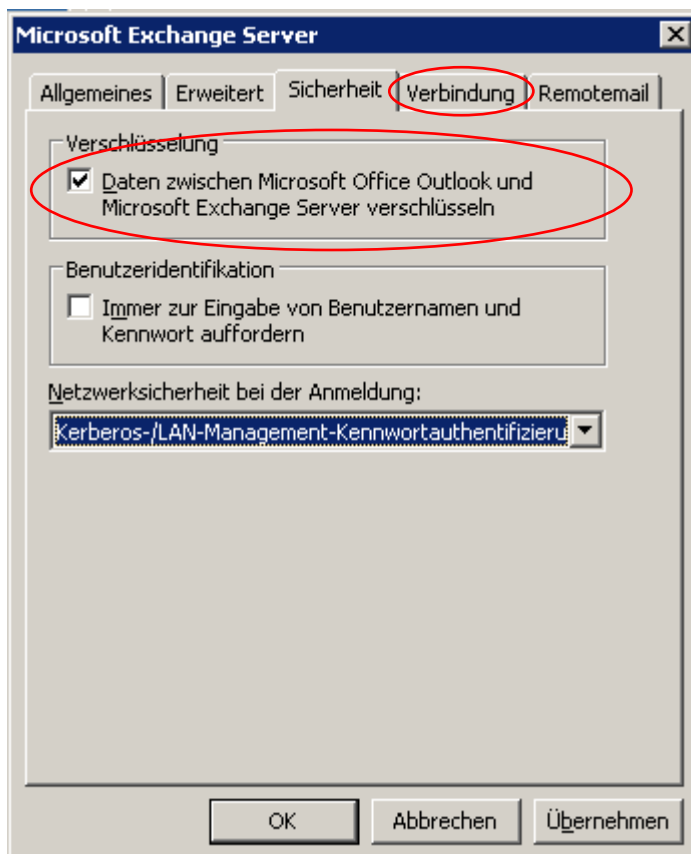 Microsoft Exchange Server
Allgemeines Erweitert Sicherheit Verbindung Remotemail
Verschlüsselung
Daten zwischen Microsoft Office Outlook und
Microsoft Exchange Server verschlüsseln
Benutzeridentifikation
Immer zur Eingabe von Benutzernamen und
Kennwort auffordern
Netzwerksicherheit bei der Anmeldung:
Kerberos-/LAN-Management-Kennwortauthentifizieru
OK Abbrechen Übernehmen